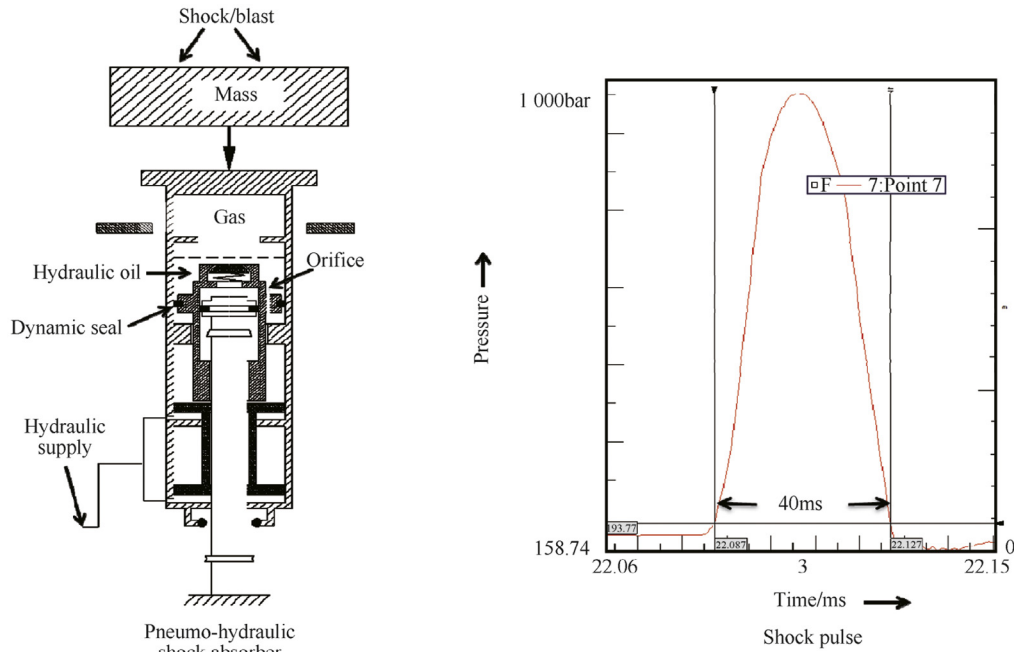 Shock/blast
Mass
Gas
Hydraulic oil
Orifice
Dynamic seal
Hydraulic
supply
Pneumo-hydraulic
shock absorber
1 000bar
F 7:Point 7
Pressure
40ms
193.77
22.087
22.127
158.74
0
22.06
3
22.15
Time/ms
Shock pulse